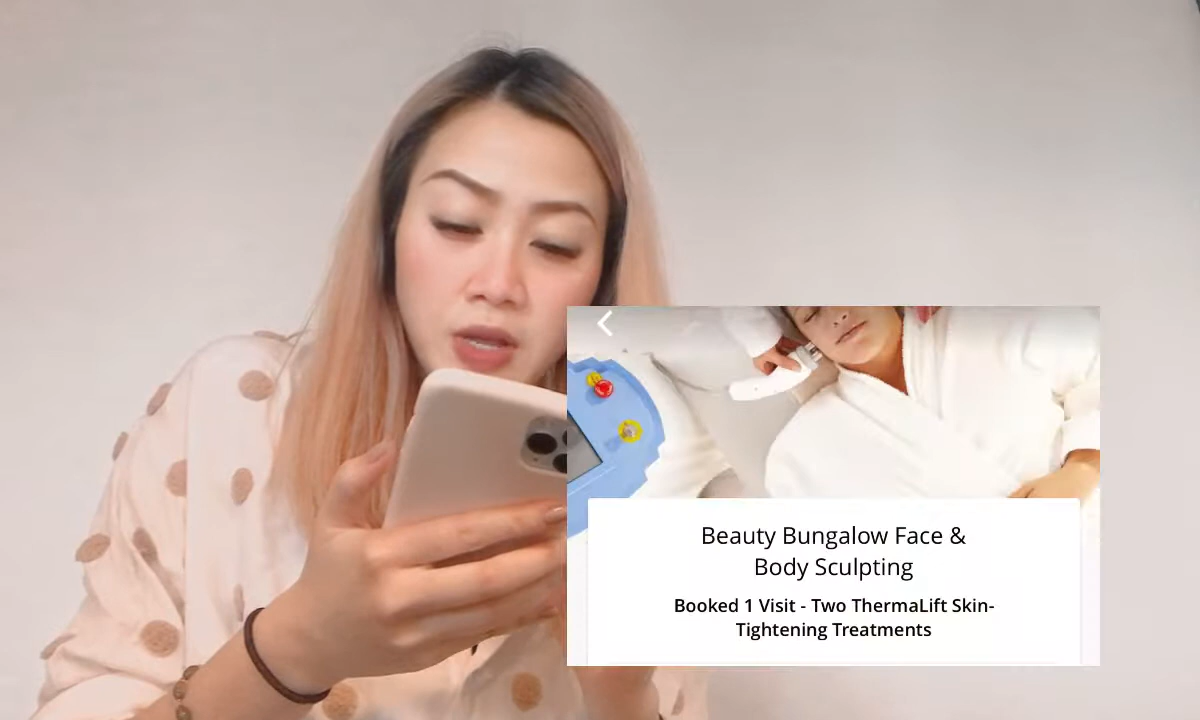 Beauty Bungalow Face &
Body Sculpting
Booked 1 Visit - Two ThermaLift Skin-
Tightening Treatments